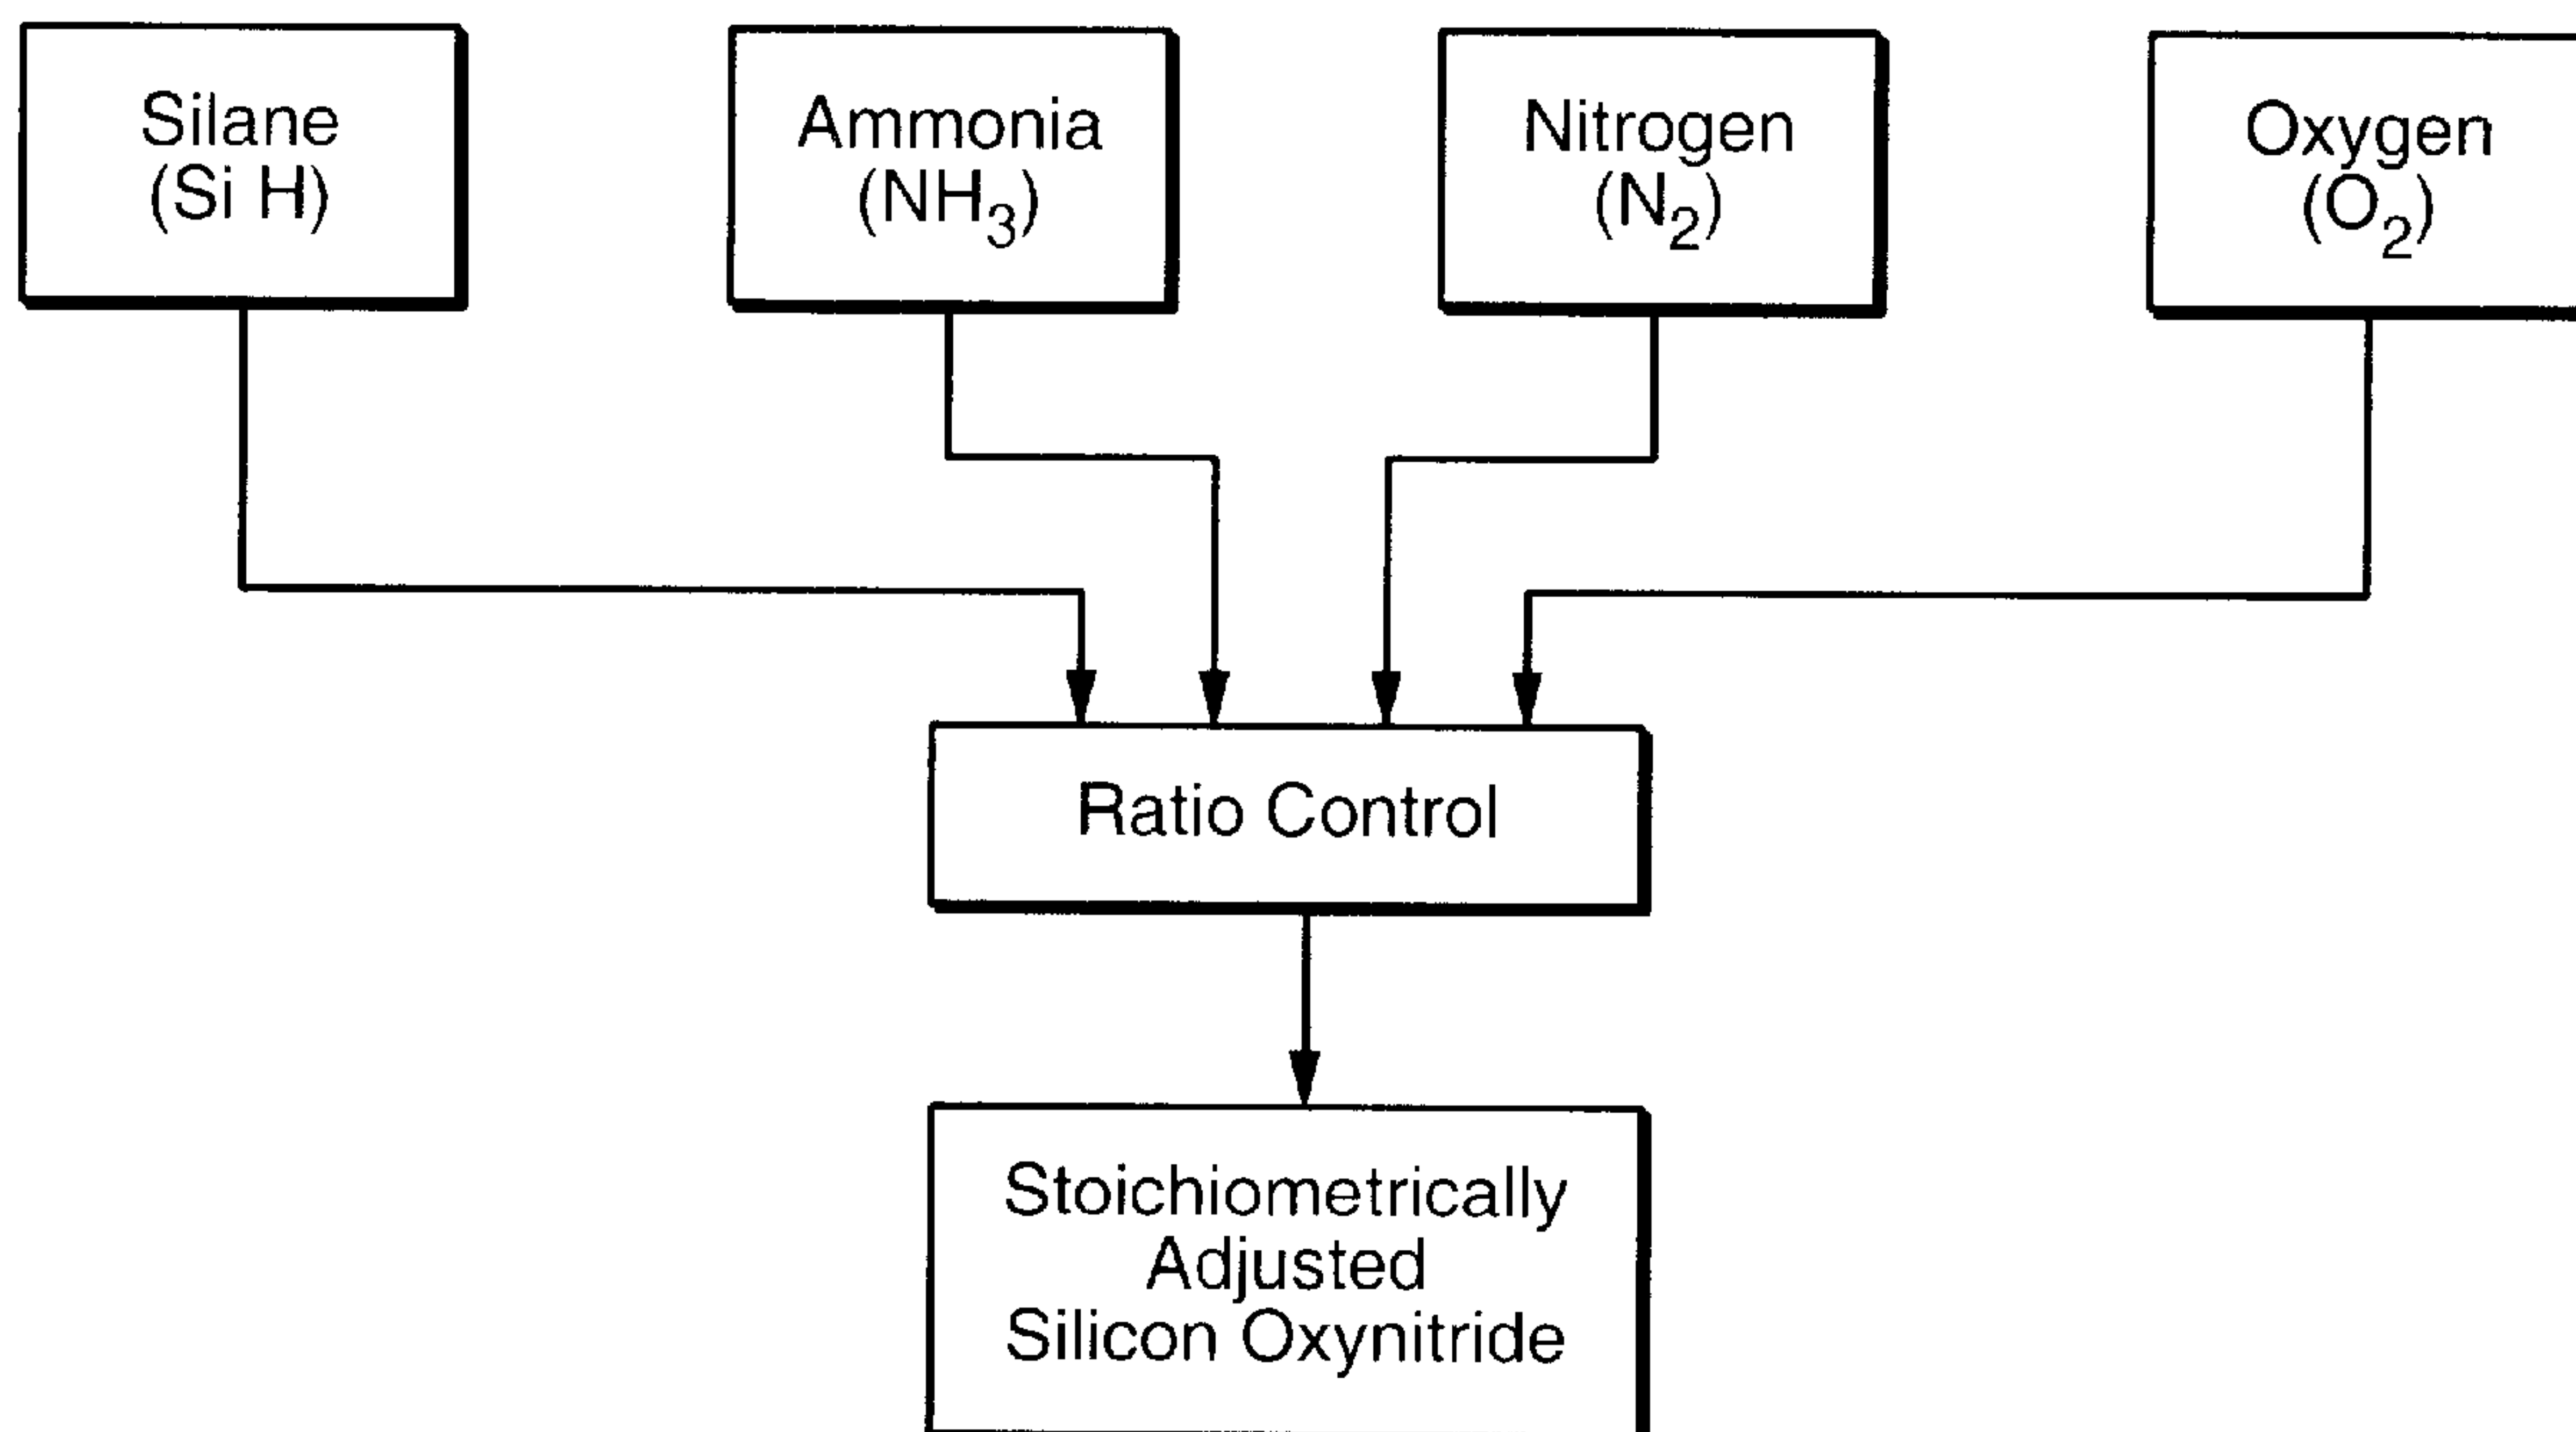 Silane
(Si H)
Ammonia
(NH3)
Nitrogen
(N2)
Oxygen
(O2)
Ratio Control
Stoichiometrically
Adjusted
Silicon Oxynitride